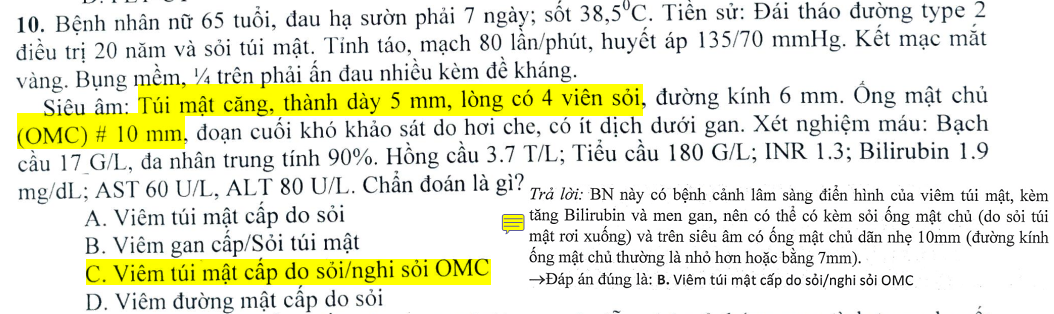 10. Bệnh nhân nữ 65 tuổi, đau hạ sườn phải 7 ngày; sốt 38,5⁰C. Tiền sử: Đái tháo đường type 2
điều trị 20 năm và sỏi túi mật. Tỉnh táo, mạch 80 lần/phút, huyết áp 135/70 mmHg. Kết mạc mắt
vàng. Bụng mềm, ¼ trên phải ấn đau nhiều kèm đề kháng.
Siêu âm: Túi mật căng, thành dày 5 mm, lòng có 4 viên sỏi, đường kính 6 mm. Ống mật chủ
(OMC) # 10 mm, đoạn cuối khó khảo sát do hơi che, có ít dịch dưới gan. Xét nghiệm máu: Bạch
cầu 17 G/L, đa nhân trung tính 90%. Hồng cầu 3.7 T/L; Tiểu cầu 180 G/L; INR 1.3; Bilirubin 1.9
mg/dL; AST 60 U/L, ALT 80 U/L. Chẩn đoán là gì?
A. Viêm túi mật cấp do sỏi
B. Viêm gan cấp/Sỏi túi mật
C. Viêm túi mật cấp do sỏi/nghi sỏi OMC
D. Viêm đường mật cấp do sỏi
Trả lời: BN này có bệnh cảnh lâm sàng điển hình của viêm túi mật, kèm
tăng Bilirubin và men gan, nên có thể có kèm sỏi ống mật chủ (do sỏi túi
mật rơi xuống) và trên siêu âm có ống mật chủ dãn nhẹ 10mm (đường kính
ống mật chủ thường là nhỏ hơn hoặc bằng 7mm).
→Đáp án đúng là: B. Viêm túi mật cấp do sỏi/nghi sỏi OMC